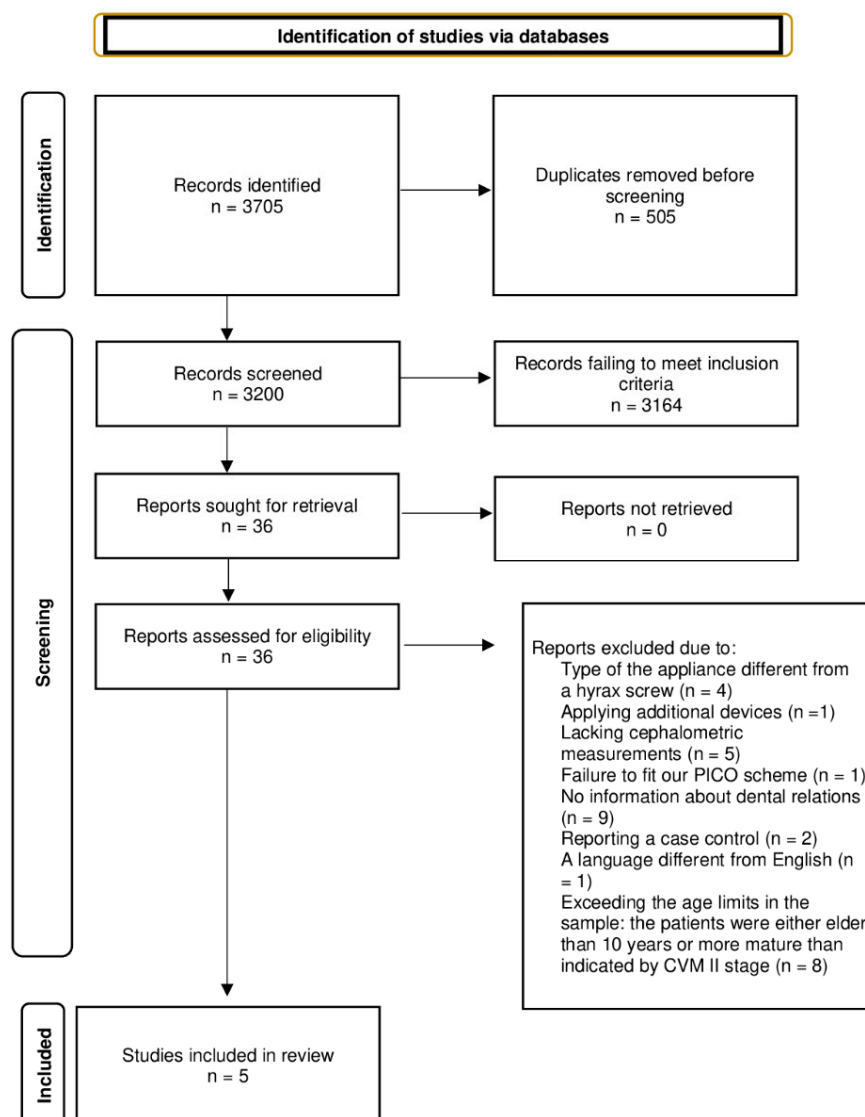 Identification of studies via databases
Identification
Records identified
n = 3705
Duplicates removed before
screening
n = 505
Screening
Records screened
n = 3200
Records failing to meet inclusion
criteria
n = 3164
Reports sought for retrieval
n = 36
Reports not retrieved
n = 0
Reports assessed for eligibility
n = 36
Reports excluded due to:
Type of the appliance different from
a hyrax screw (n = 4)
Applying additional devices (n =1)
Lacking cephalometric
measurements (n = 5)
Failure to fit our PICO scheme (n = 1)
No information about dental relations
(n = 9)
Reporting a case control (n = 2)
A language different from English (n
= 1)
Exceeding the age limits in the
sample: the patients were either elder
than 10 years or more mature than
indicated by CVM II stage (n = 8)
Included
Studies included in review
n = 5